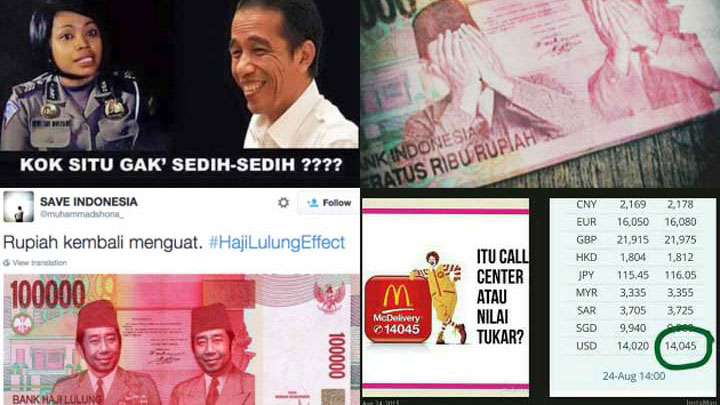 KOK SITU GAK' SEDIH-SEDIH ????
BANK INDONESIA
RATUS RIBU RUPIAH
SAVE INDONESIA
@muhammadshona_
Follow
Rupiah kembali menguat. #HajiLulungEffect
View translation
100000
100000
BANK HAJI LULUNG
ITU CALL
CENTER
ATAU
NILAI
TUKAR?
McDelivery
14045
CNY 2,169 2,178
EUR 16,050 16,080
GBP 21,915 21,975
HKD 1,804 1,812
JPY 115.45 116.05
MYR 3,335 3,355
SAR 3,705 3,725
SGD 9,940
USD 14,020 14,045
24-Aug 14:00